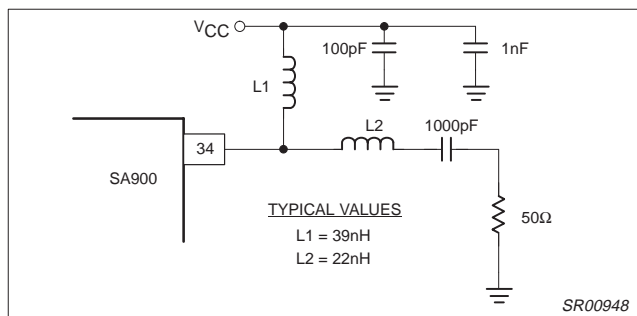 VCC
100pF
1nF
L1
L2
1000pF
34
SA900
50Ω
TYPICAL VALUES
L1 = 39nH
L2 = 22nH
SR00948